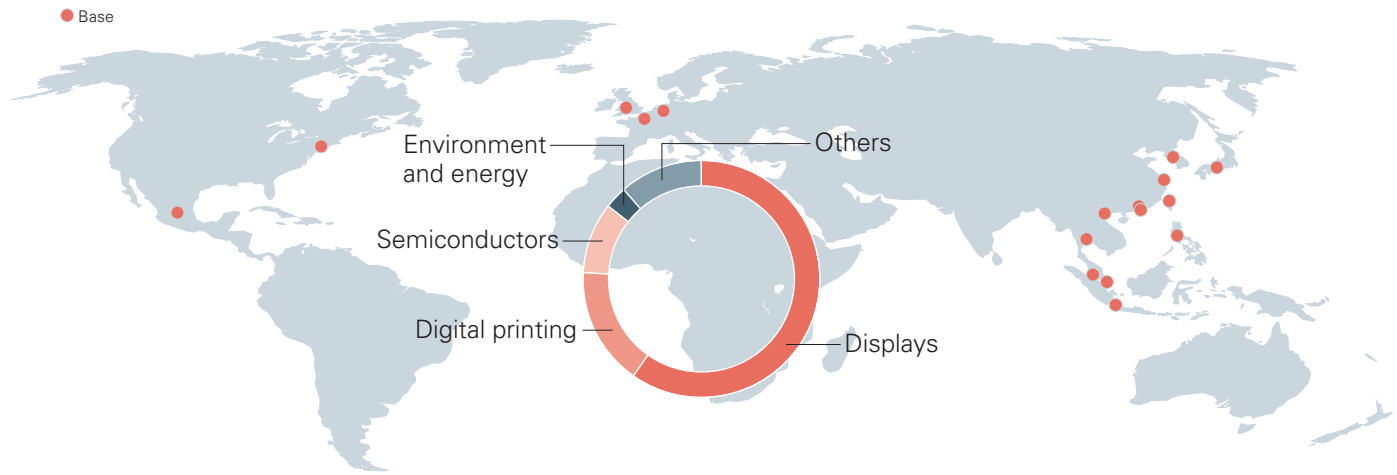 Base
Environment
and energy
Others
Semiconductors
Digital printing
Displays